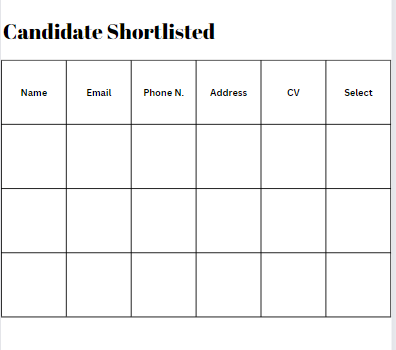 Candidate Shortlisted
Name Email Phone N. Address CV Select